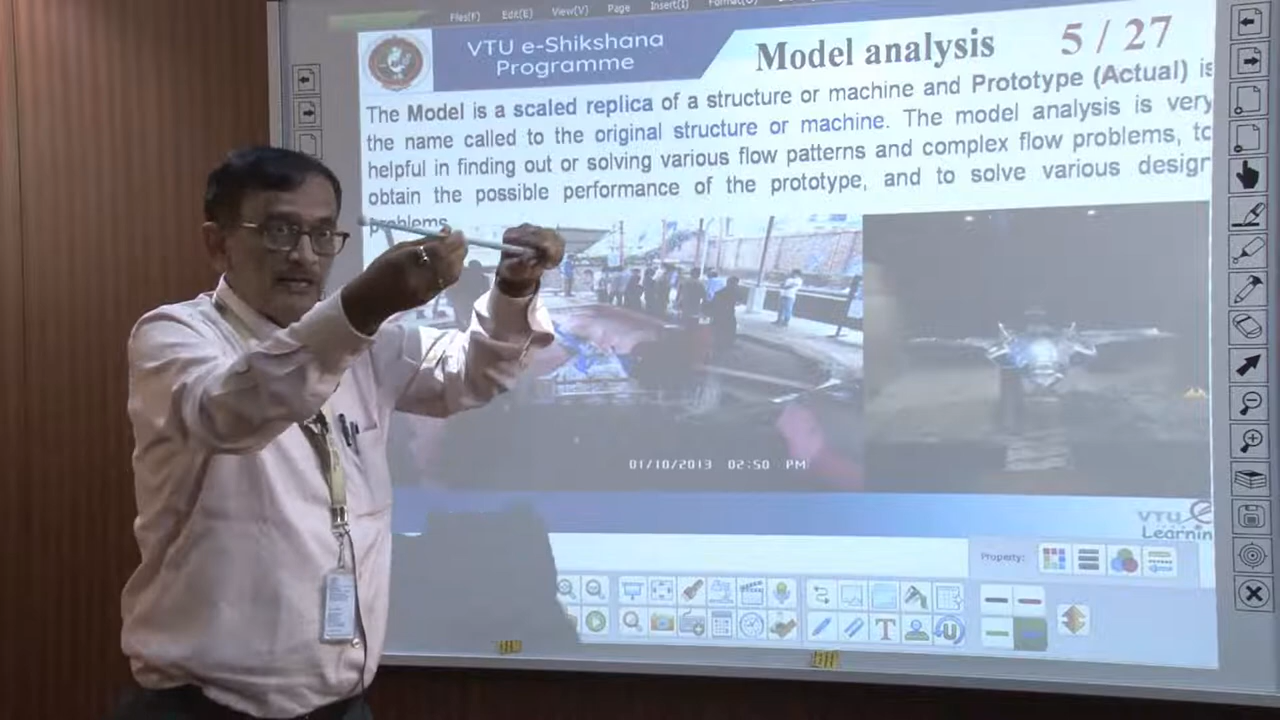 Files(F) Edit(E) View(V) Page Insert(I)
VTU e-Shikshana
Programme
Model analysis
5 / 27
The Model is a scaled replica of a structure or machine and Prototype (Actual) is
the name called to the original structure or machine. The model analysis is very
helpful in finding out or solving various flow patterns and complex flow problems, to
obtain the possible performance of the prototype, and to solve various design
problems
01/10/2013 02:50 PM
VTU e
Learnin
Property:
T